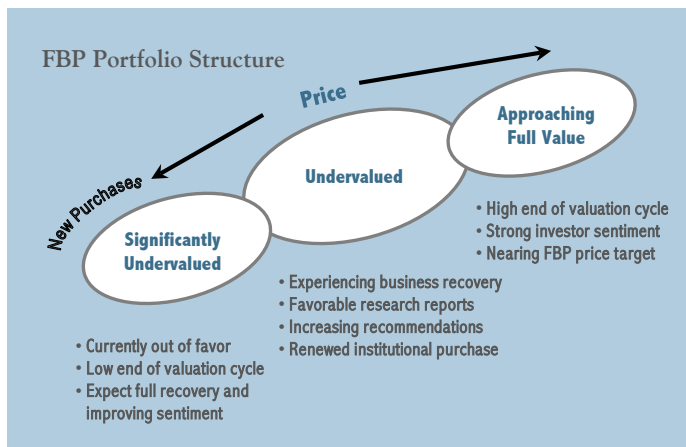 FBP Portfolio Structure
Price
New Purchases
Approaching
Full Value
Undervalued
Significantly
Undervalued
• High end of valuation cycle
• Strong investor sentiment
• Nearing FBP price target
• Experiencing business recovery
• Favorable research reports
• Increasing recommendations
• Renewed institutional purchase
• Currently out of favor
• Low end of valuation cycle
• Expect full recovery and
improving sentiment